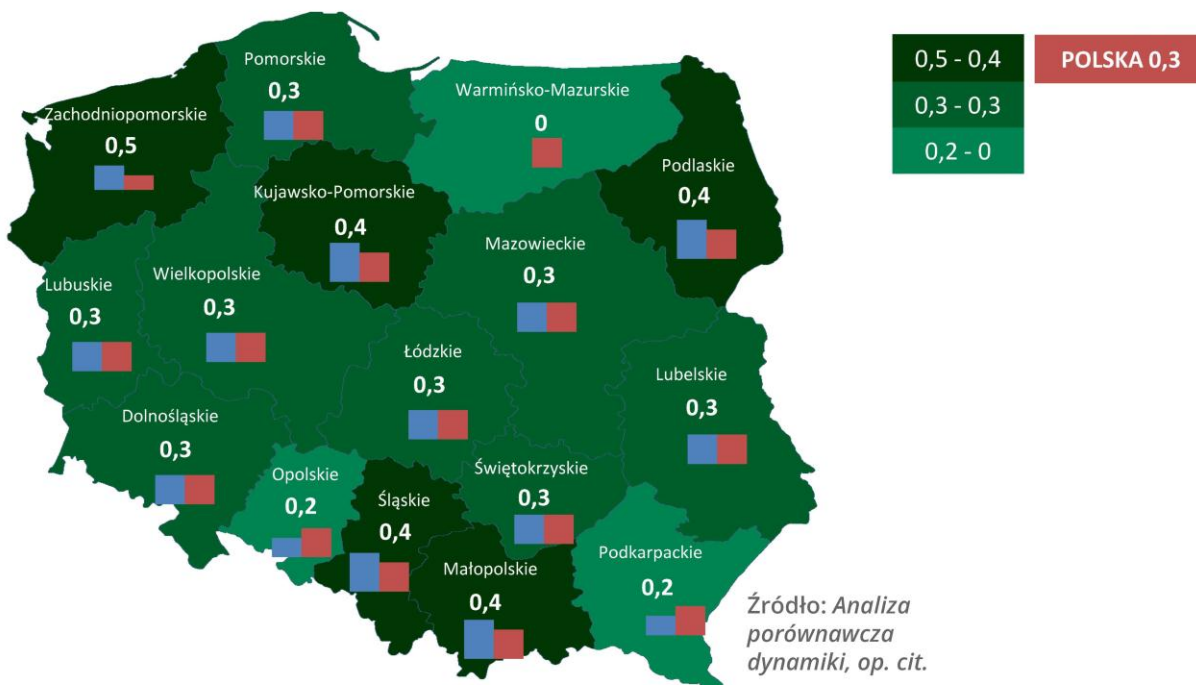 Pomorskie
0,3
Warmińsko-Mazurskie
0
0,5 - 0,4
POLSKA 0,3
0,3 - 0,3
0,2 - 0
Zachodniopomorskie
0,5
Kujawsko-Pomorskie
0,4
Podlaskie
0,4
Mazowieckie
0,3
Lubuskie
0,3
Wielkopolskie
0,3
Łódzkie
0,3
Lubelskie
0,3
Dolnośląskie
0,3
Opolskie
0,2
Śląskie
0,4
Świętokrzyskie
0,3
Małopolskie
0,4
Podkarpackie
0,2
Źródło: Analiza
porównawcza
dynamiki, op. cit.